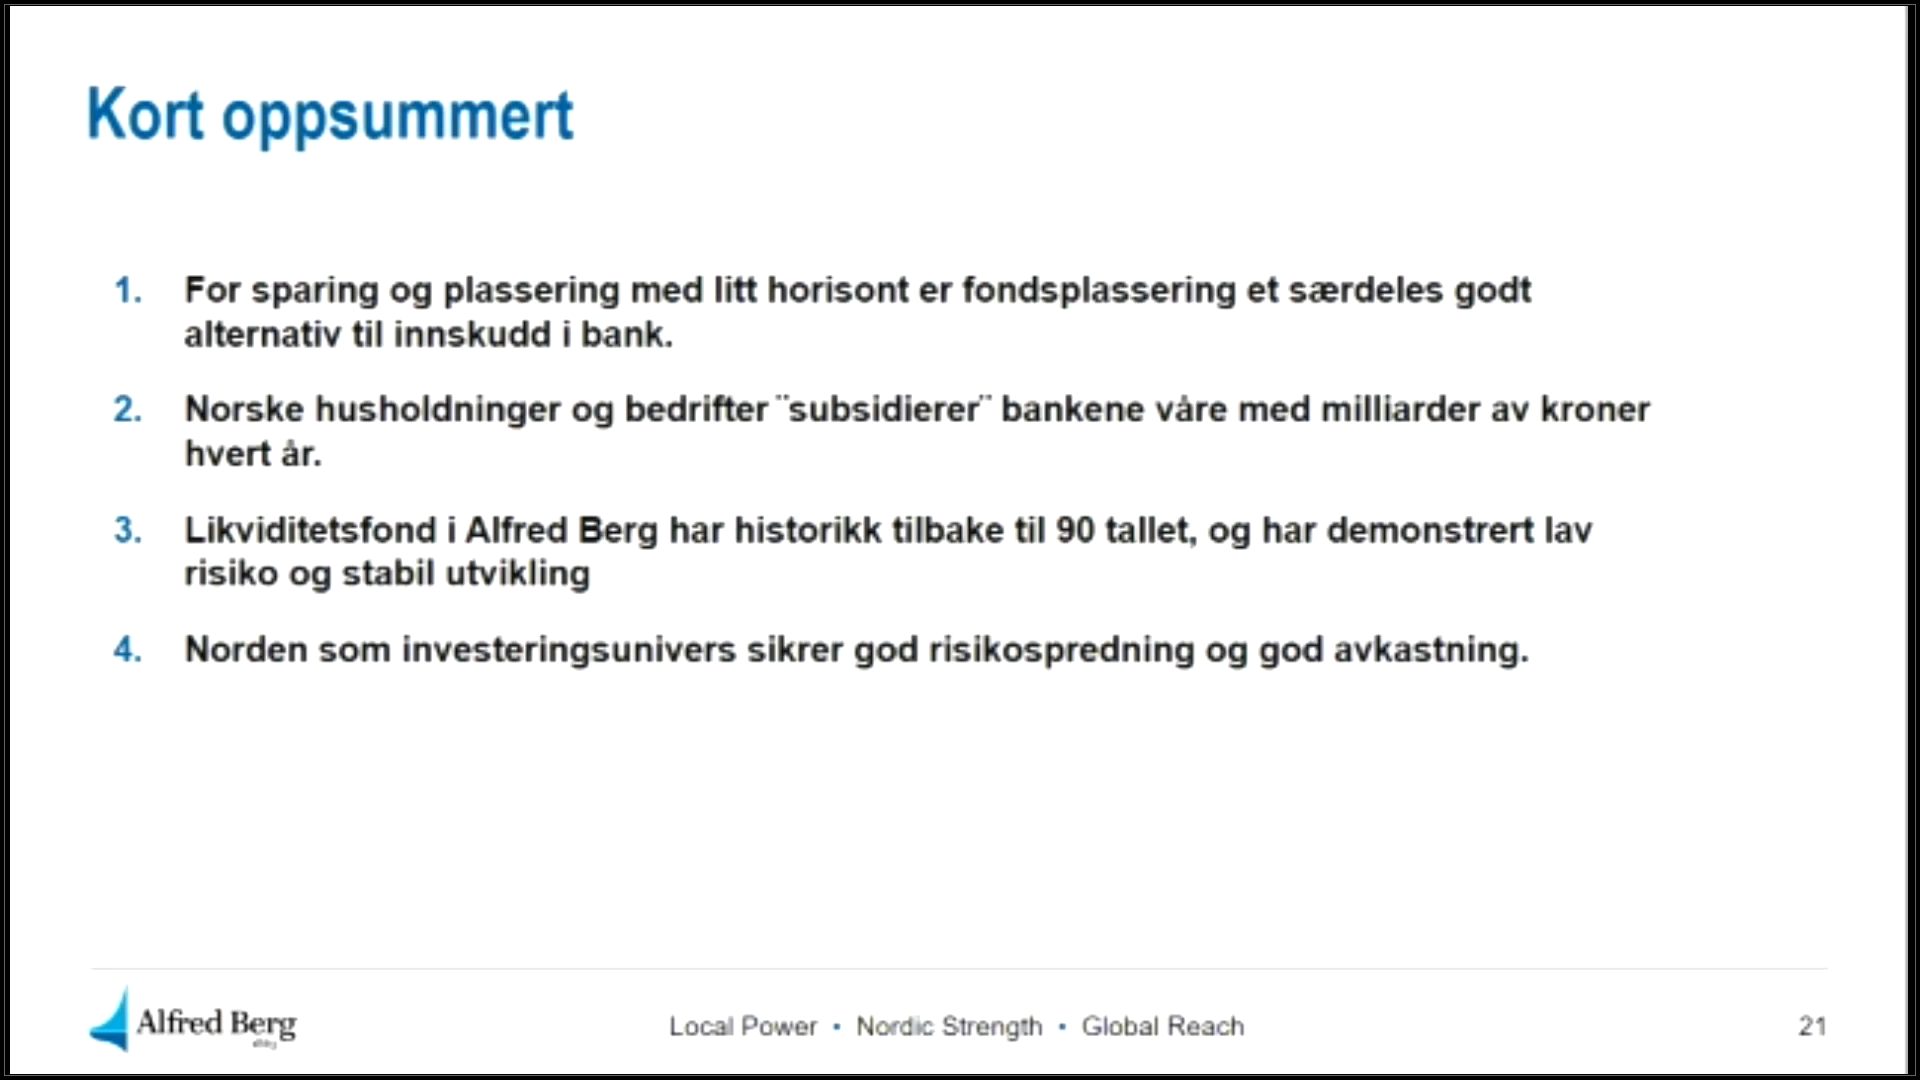 Kort oppsummert
1. For sparing og plassering med litt horisont er fondsplassering et særdeles godt
alternativ til innskudd i bank.
2. Norske husholdninger og bedrifter ¨subsidierer¨ bankene våre med milliarder av kroner
hvert år.
3. Likviditetsfond i Alfred Berg har historikk tilbake til 90 tallet, og har demonstrert lav
risiko og stabil utvikling
4. Norden som investeringsunivers sikrer god risikospredning og god avkastning.
Alfred Berg
Local Power • Nordic Strength • Global Reach
21